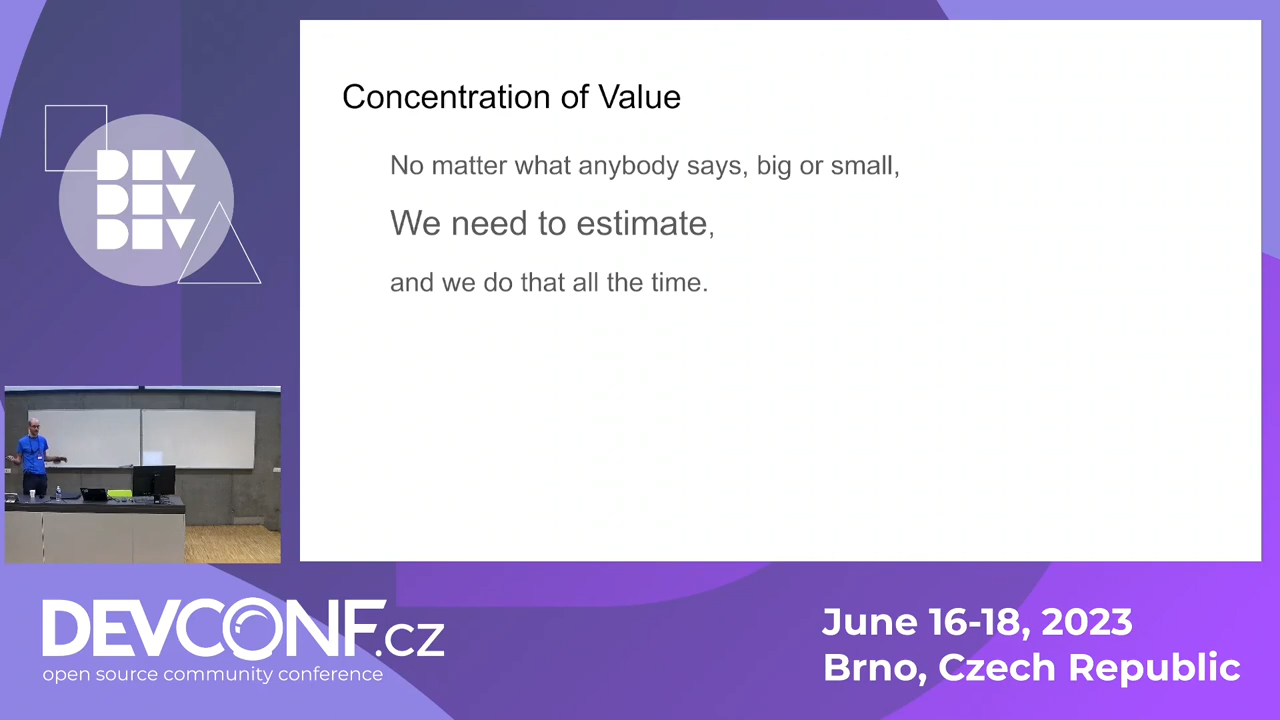 Concentration of Value
No matter what anybody says, big or small,
We need to estimate,
and we do that all the time.
DEV
DEV
DEV
DEVCONF.cz
open source community conference
June 16-18, 2023
Brno, Czech Republic